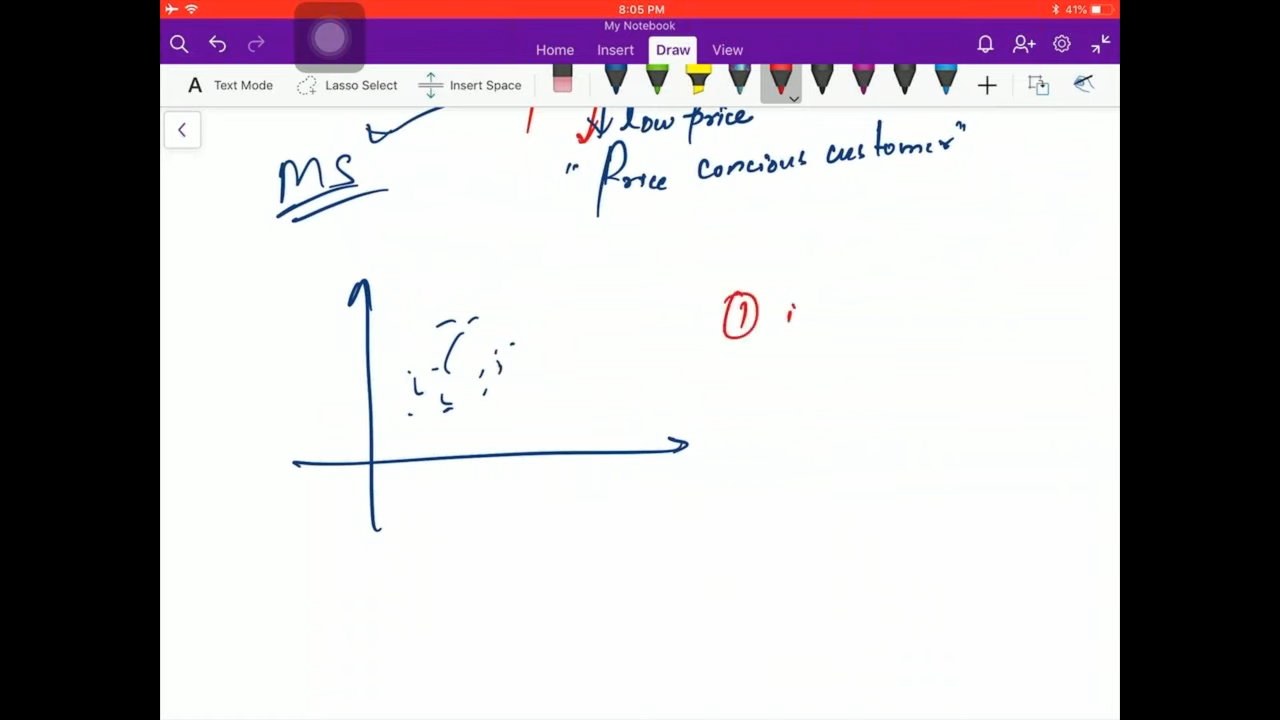 8:05 PM
41%
My Notebook
Home Insert Draw View
A Text Mode Lasso Select Insert Space
low price
MS
" Price concious customer"
① i